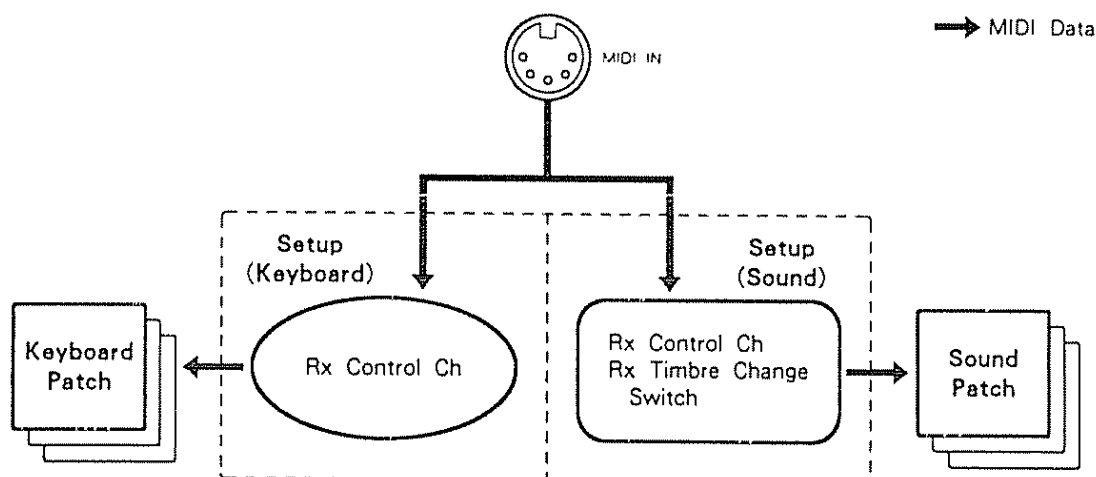 MIDI Data
MIDI IN
Setup
(Keyboard)
Setup
(Sound)
Keyboard
Patch
Rx Control Ch
Rx Control Ch
Rx Timbre Change
Switch
Sound
Patch